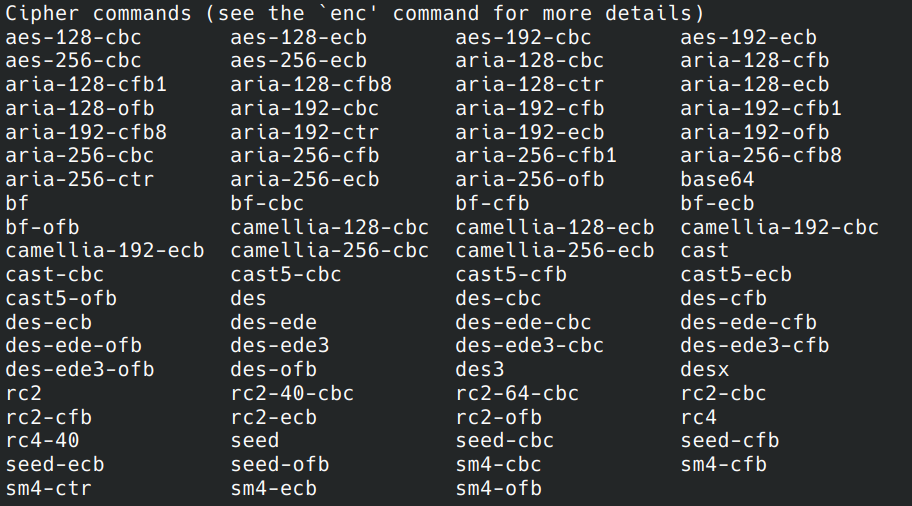 Cipher commands (see the `enc' command for more details)
aes-128-cbc       aes-128-ecb       aes-192-cbc       aes-192-ecb
aes-256-cbc       aes-256-ecb       aria-128-cbc      aria-128-cfb
aria-128-cfb1     aria-128-cfb8     aria-128-ctr      aria-128-ecb
aria-128-ofb      aria-192-cbc      aria-192-cfb      aria-192-cfb1
aria-192-cfb8     aria-192-ctr      aria-192-ecb      aria-192-ofb
aria-256-cbc      aria-256-cfb      aria-256-cfb1     aria-256-cfb8
aria-256-ctr      aria-256-ecb      aria-256-ofb      base64
bf                bf-cbc            bf-cfb            bf-ecb
bf-ofb            camellia-128-cbc  camellia-128-ecb  camellia-192-cbc
camellia-192-ecb  camellia-256-cbc  camellia-256-ecb  cast
cast-cbc          cast5-cbc         cast5-cfb         cast5-ecb
cast5-ofb         des               des-cbc           des-cfb
des-ecb           des-ede           des-ede-cbc       des-ede-cfb
des-ede-ofb       des-ede3          des-ede3-cbc      des-ede3-cfb
des-ede3-ofb      des-ofb           des3              desx
rc2               rc2-40-cbc        rc2-64-cbc        rc2-cbc
rc2-cfb           rc2-ecb           rc2-ofb           rc4
rc4-40            seed              seed-cbc          seed-cfb
seed-ecb          seed-ofb          sm4-cbc           sm4-cfb
sm4-ctr           sm4-ecb           sm4-ofb